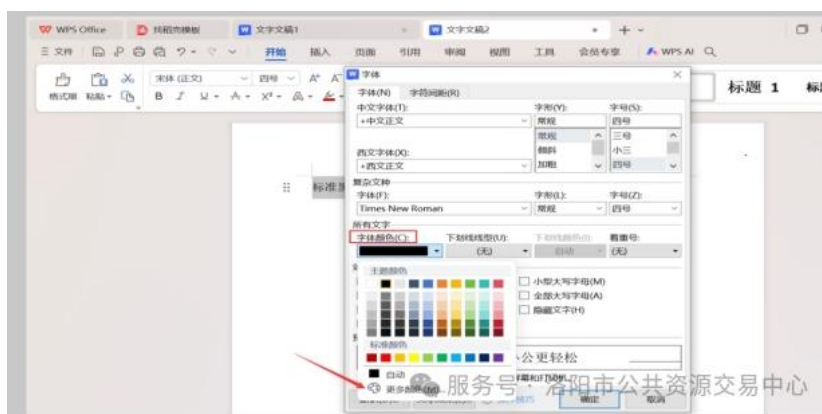 WPS Office 找稻壳模板 文字文稿1 文字文稿2
文件 开始 插入 页面 引用 审阅 视图 工具 会员专享 WPS AI
格式刷 粘贴 宋体 (正文) 四号 标题 1
字体
字体(N) 字符间距(R)
中文字体(T): 字形(Y): 字号(S):
+中文正文 常规 四号
常规 三号
倾斜 小三
西文字体(X):
+西文正文 加粗 四号
复杂文种
字体(F): 字形(L): 字号(Z):
Times New Roman 常规 四号
所有文字
字体颜色(C): 下划线线型(U): 下划线颜色(I): 着重号:
(无) 自动 (无)
主题颜色
小型大写字母(M)
全部大写字母(A)
隐藏文字(H)
标准颜色
公更轻松
自动
更多颜色(M)...
服务号·洛阳市公共资源交易中心
确定 取消